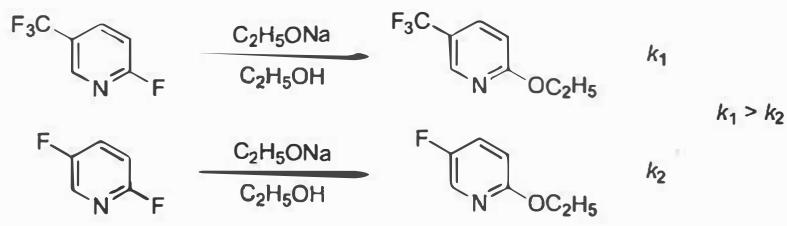 F₃C N F C₂H₅ONa C₂H₅OH F₃C N OC₂H₅ k₁
k₁ > k₂
F N F C₂H₅ONa C₂H₅OH F N OC₂H₅ k₂